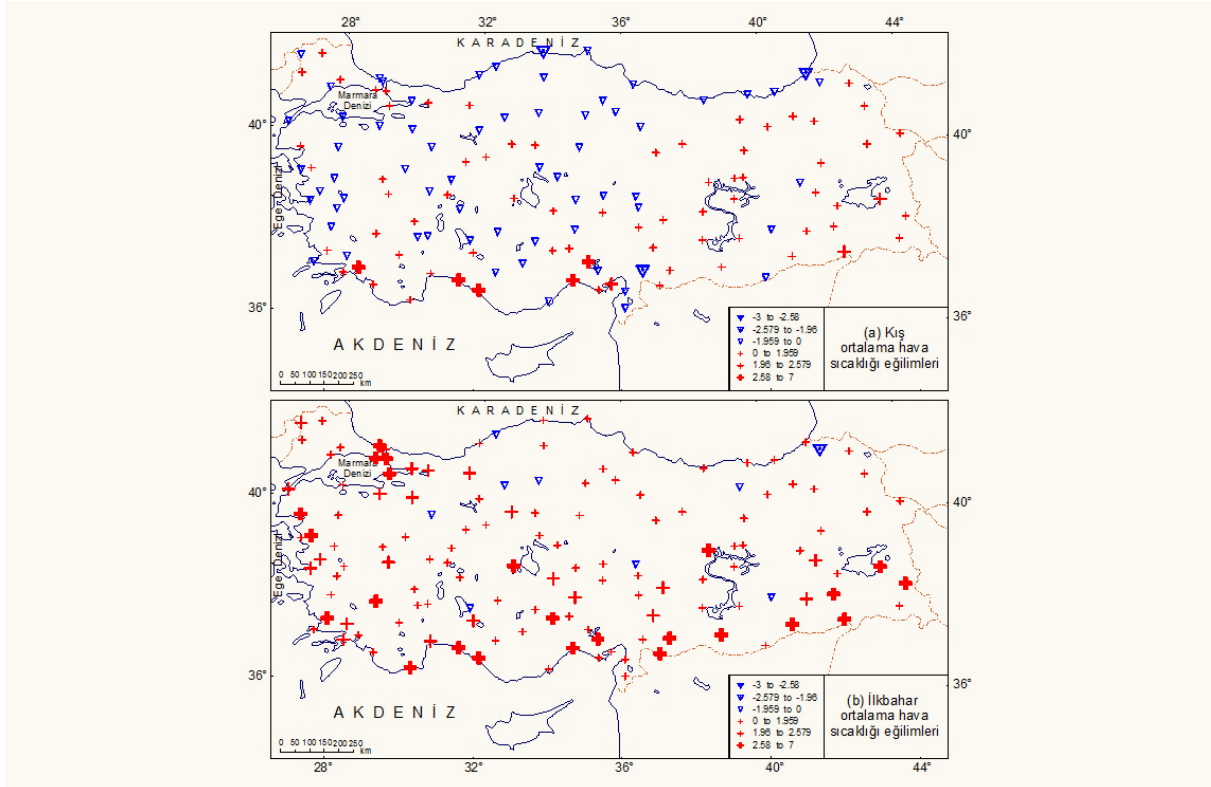 28° 32° 36° 40° 44°
K A R A D E N İ Z
Marmara
Denizi
40° 40°
Ege Denizi
36° 36°
A K D E N İ Z
0 50 100 150 200 250
km
-3 to -2.58
-2.579 to -1.96
-1.959 to 0
0 to 1.959
1.96 to 2.579
2.58 to 7
(a) Kış
ortalama hava
sıcaklığı eğilimleri
K A R A D E N İ Z
Marmara
Denizi
40° 40°
Ege Denizi
36° 36°
A K D E N İ Z
0 50 100 150 200 250
km
-3 to -2.58
-2.579 to -1.96
-1.959 to 0
0 to 1.959
1.96 to 2.579
2.58 to 7
(b) İlkbahar
ortalama hava
sıcaklığı eğilimleri
28° 32° 36° 40° 44°